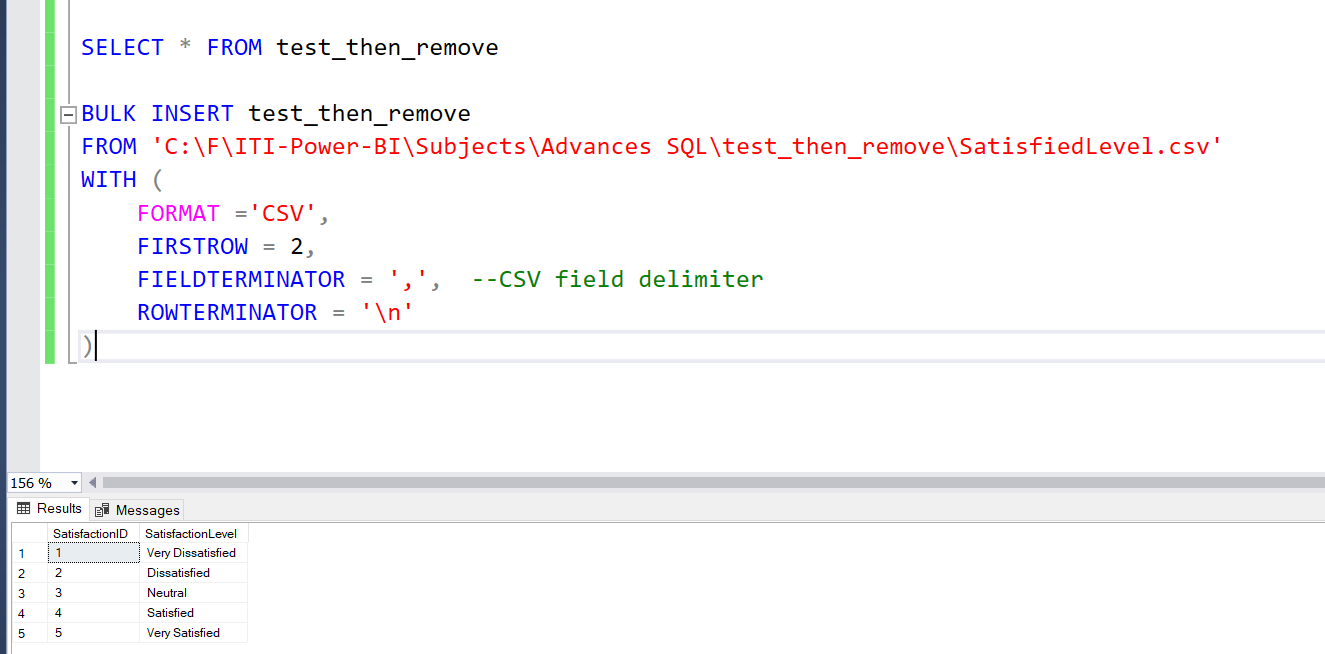 SELECT * FROM test_then_remove
BULK INSERT test_then_remove
FROM 'C:\F\ITI-Power-BI\Subjects\Advances SQL\test_then_remove\SatisfiedLevel.csv'
WITH (
FORMAT ='CSV',
FIRSTROW = 2,
FIELDTERMINATOR = ',', --CSV field delimiter
ROWTERMINATOR = '\n'
)
156 %
Results Messages
SatisfactionID SatisfactionLevel
1 1 Very Dissatisfied
2 2 Dissatisfied
3 3 Neutral
4 4 Satisfied
5 5 Very Satisfied